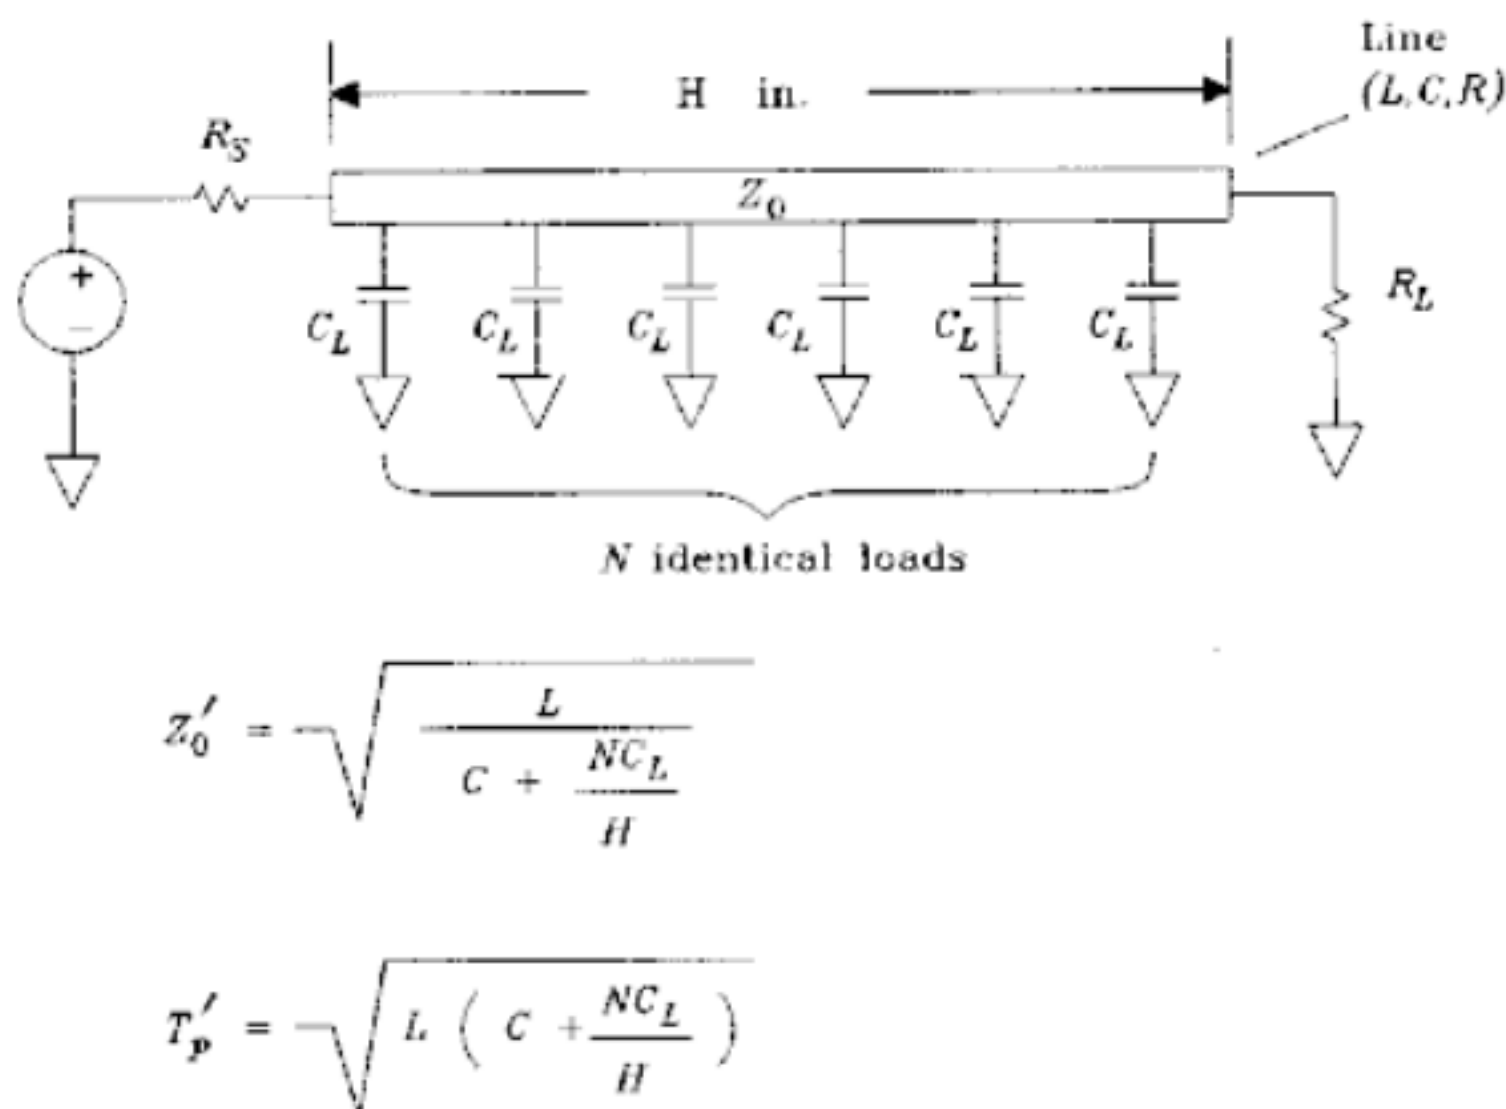 Line
(L,C,R)
H in.
R_S
Z_0
+
−
C_L C_L C_L C_L C_L C_L
R_L
N identical loads
Z_0' = √( L / ( C + NC_L / H ) )
T_p' = √( L ( C + NC_L / H ) )